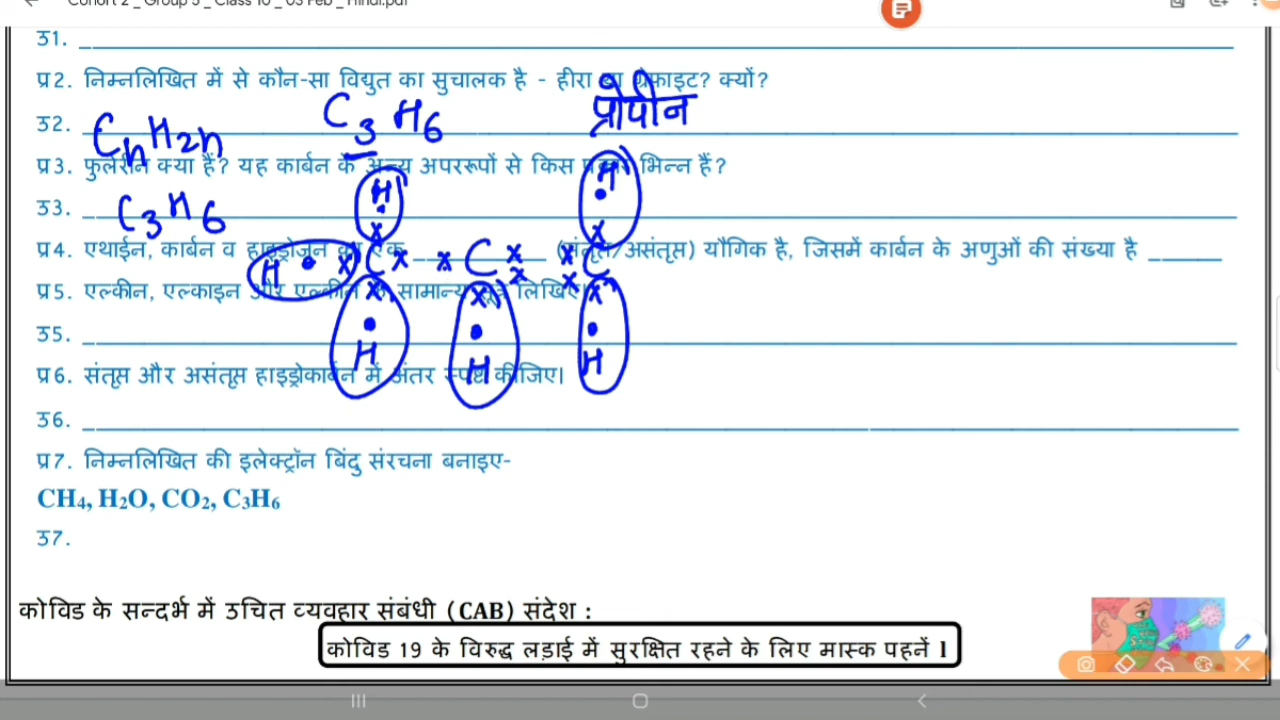 Cohort 2 _ Group 5 _ Class 10 _ 03 Feb _ Hindi.pdf
उ1.
प्र2. निम्नलिखित में से कौन-सा विद्युत का सुचालक है - हीरा या ग्रेफाइट? क्यों?
C3H6 प्रोपीन
उ2.
CnH2n
प्र3. फुलेरीन क्या हैं? यह कार्बन के अन्य अपररूपों से किस प्रकार भिन्न हैं?
H H
उ3.
C3H6
प्र4. एथाईन, कार्बन व हाइड्रोजन का एक ________ (संतृप्त/असंतृप्त) यौगिक है, जिसमें कार्बन के अणुओं की संख्या है ______
H C C C
प्र5. एल्कीन, एल्काइन और एल्कीन के सामान्य सूत्र लिखिए।
उ5.
H H H
प्र6. संतृप्त और असंतृप्त हाइड्रोकार्बन में अंतर स्पष्ट कीजिए।
उ6.
प्र7. निम्नलिखित की इलेक्ट्रॉन बिंदु संरचना बनाइए-
CH4, H2O, CO2, C3H6
उ7.
कोविड के सन्दर्भ में उचित व्यवहार संबंधी (CAB) संदेश :
कोविड 19 के विरुद्ध लड़ाई में सुरक्षित रहने के लिए मास्क पहनें l